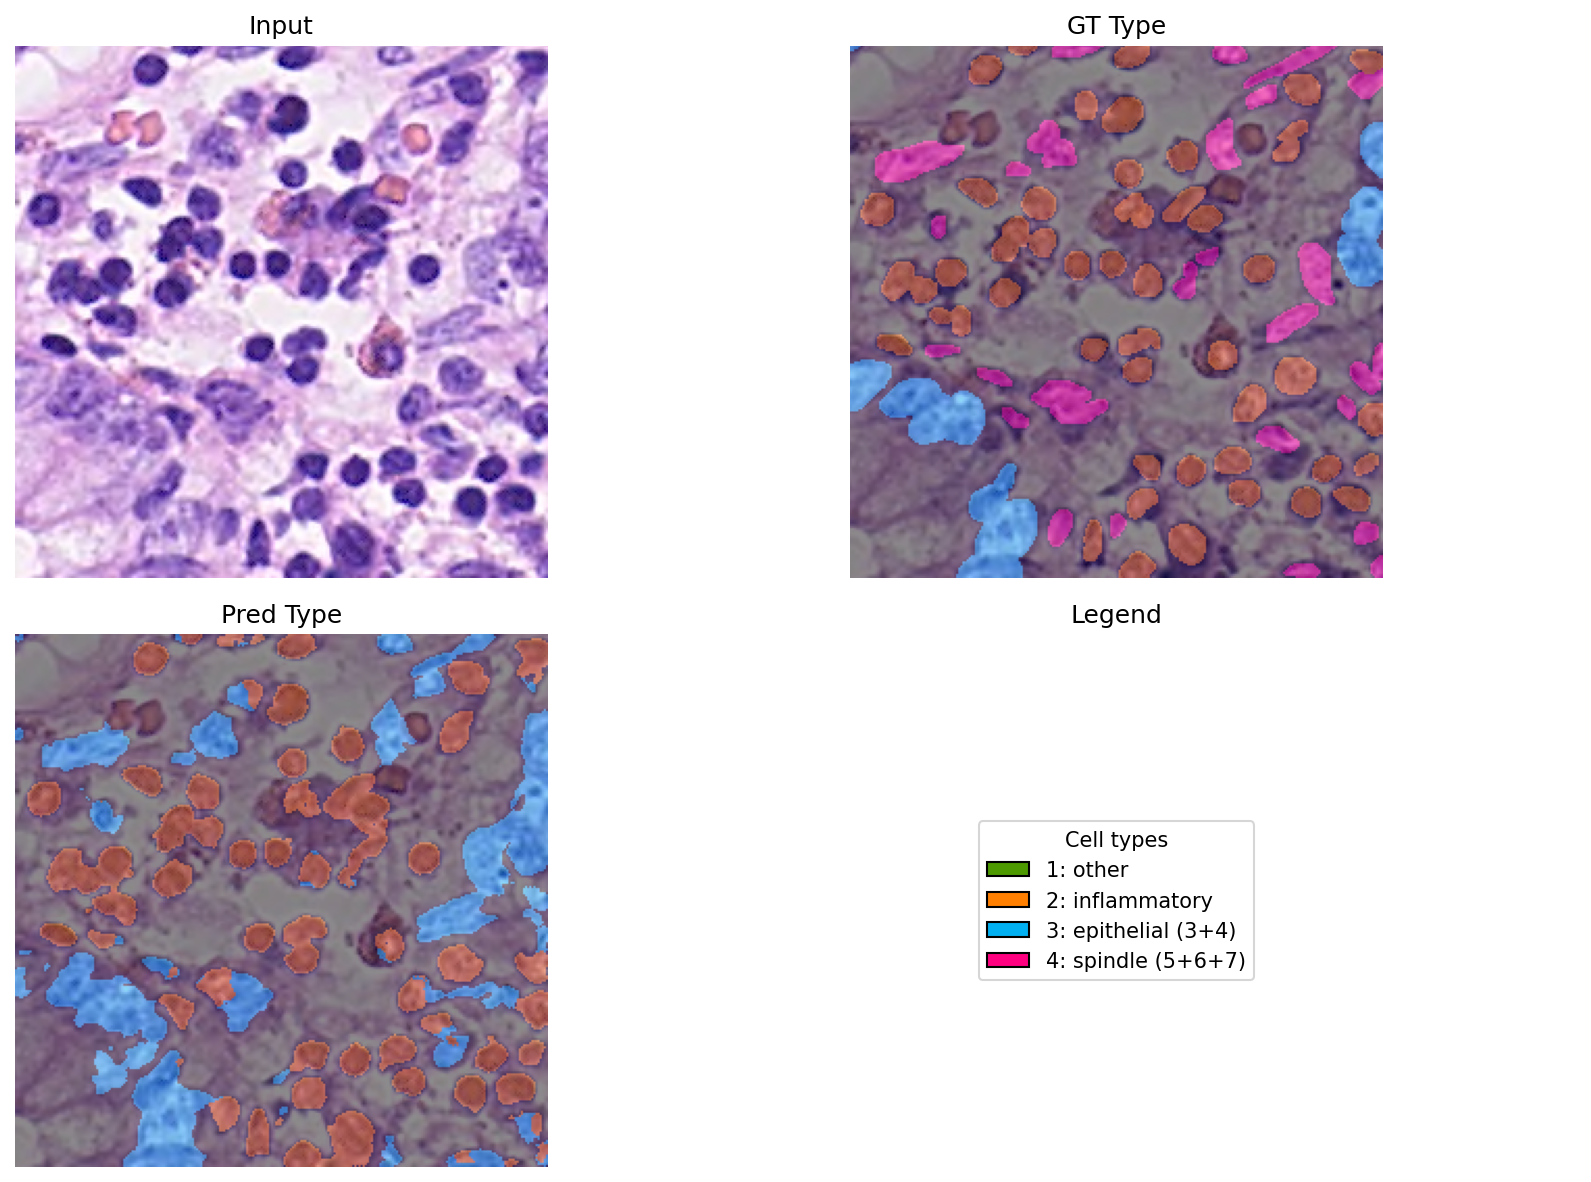 Input
GT Type
Pred Type
Legend
Cell types
1: other
2: inflammatory
3: epithelial (3+4)
4: spindle (5+6+7)